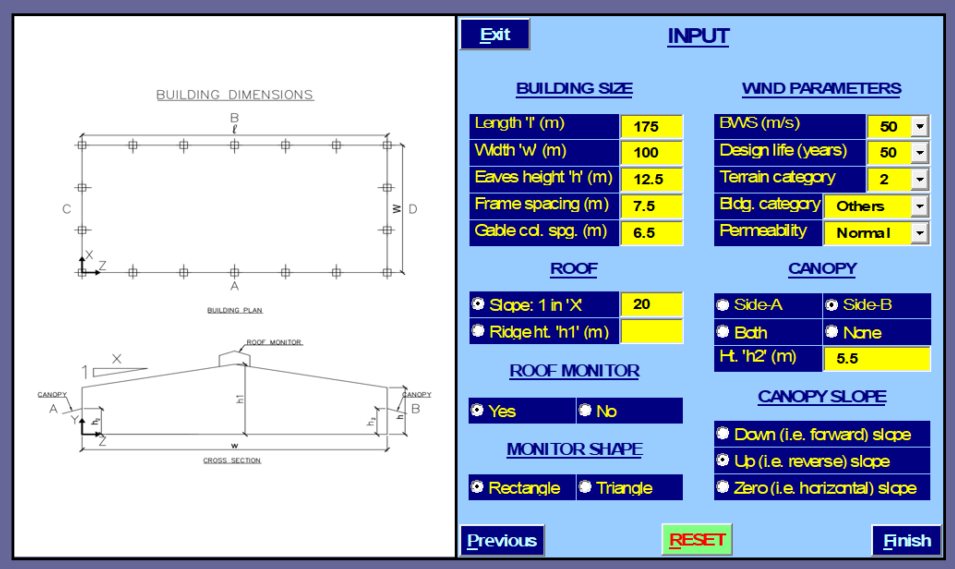 BUILDING DIMENSIONS
B
ℓ
C
W
D
X
Z
A
BUILDING PLAN
ROOF MONITOR
X
1
CANOPY
CANOPY
A
B
Y
h1
h2
h2
h
Z
w
CROSS SECTION
Exit
INPUT
BUILDING SIZE
Length 'l' (m) 175
Width 'w' (m) 100
Eaves height 'h' (m) 12.5
Frame spacing (m) 7.5
Gable col. spg. (m) 6.5
ROOF
Slope: 1 in 'X' 20
Ridge ht. 'h1' (m)
ROOF MONITOR
Yes No
MONITOR SHAPE
Rectangle Triangle
WIND PARAMETERS
BWS (m/s) 50
Design life (years) 50
Terrain category 2
Bldg. category Others
Permeability Normal
CANOPY
Side-A Side-B
Both None
Ht. 'h2' (m) 5.5
CANOPY SLOPE
Down (i.e. forward) slope
Up (i.e. reverse) slope
Zero (i.e. horizontal) slope
Previous
RESET
Finish